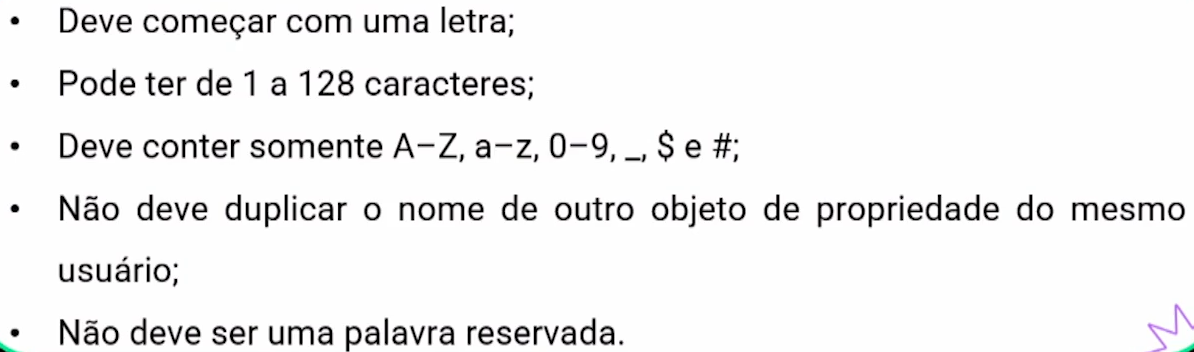 • Deve começar com uma letra;
• Pode ter de 1 a 128 caracteres;
• Deve conter somente A–Z, a–z, 0–9, _, $ e #;
• Não deve duplicar o nome de outro objeto de propriedade do mesmo
usuário;
• Não deve ser uma palavra reservada.